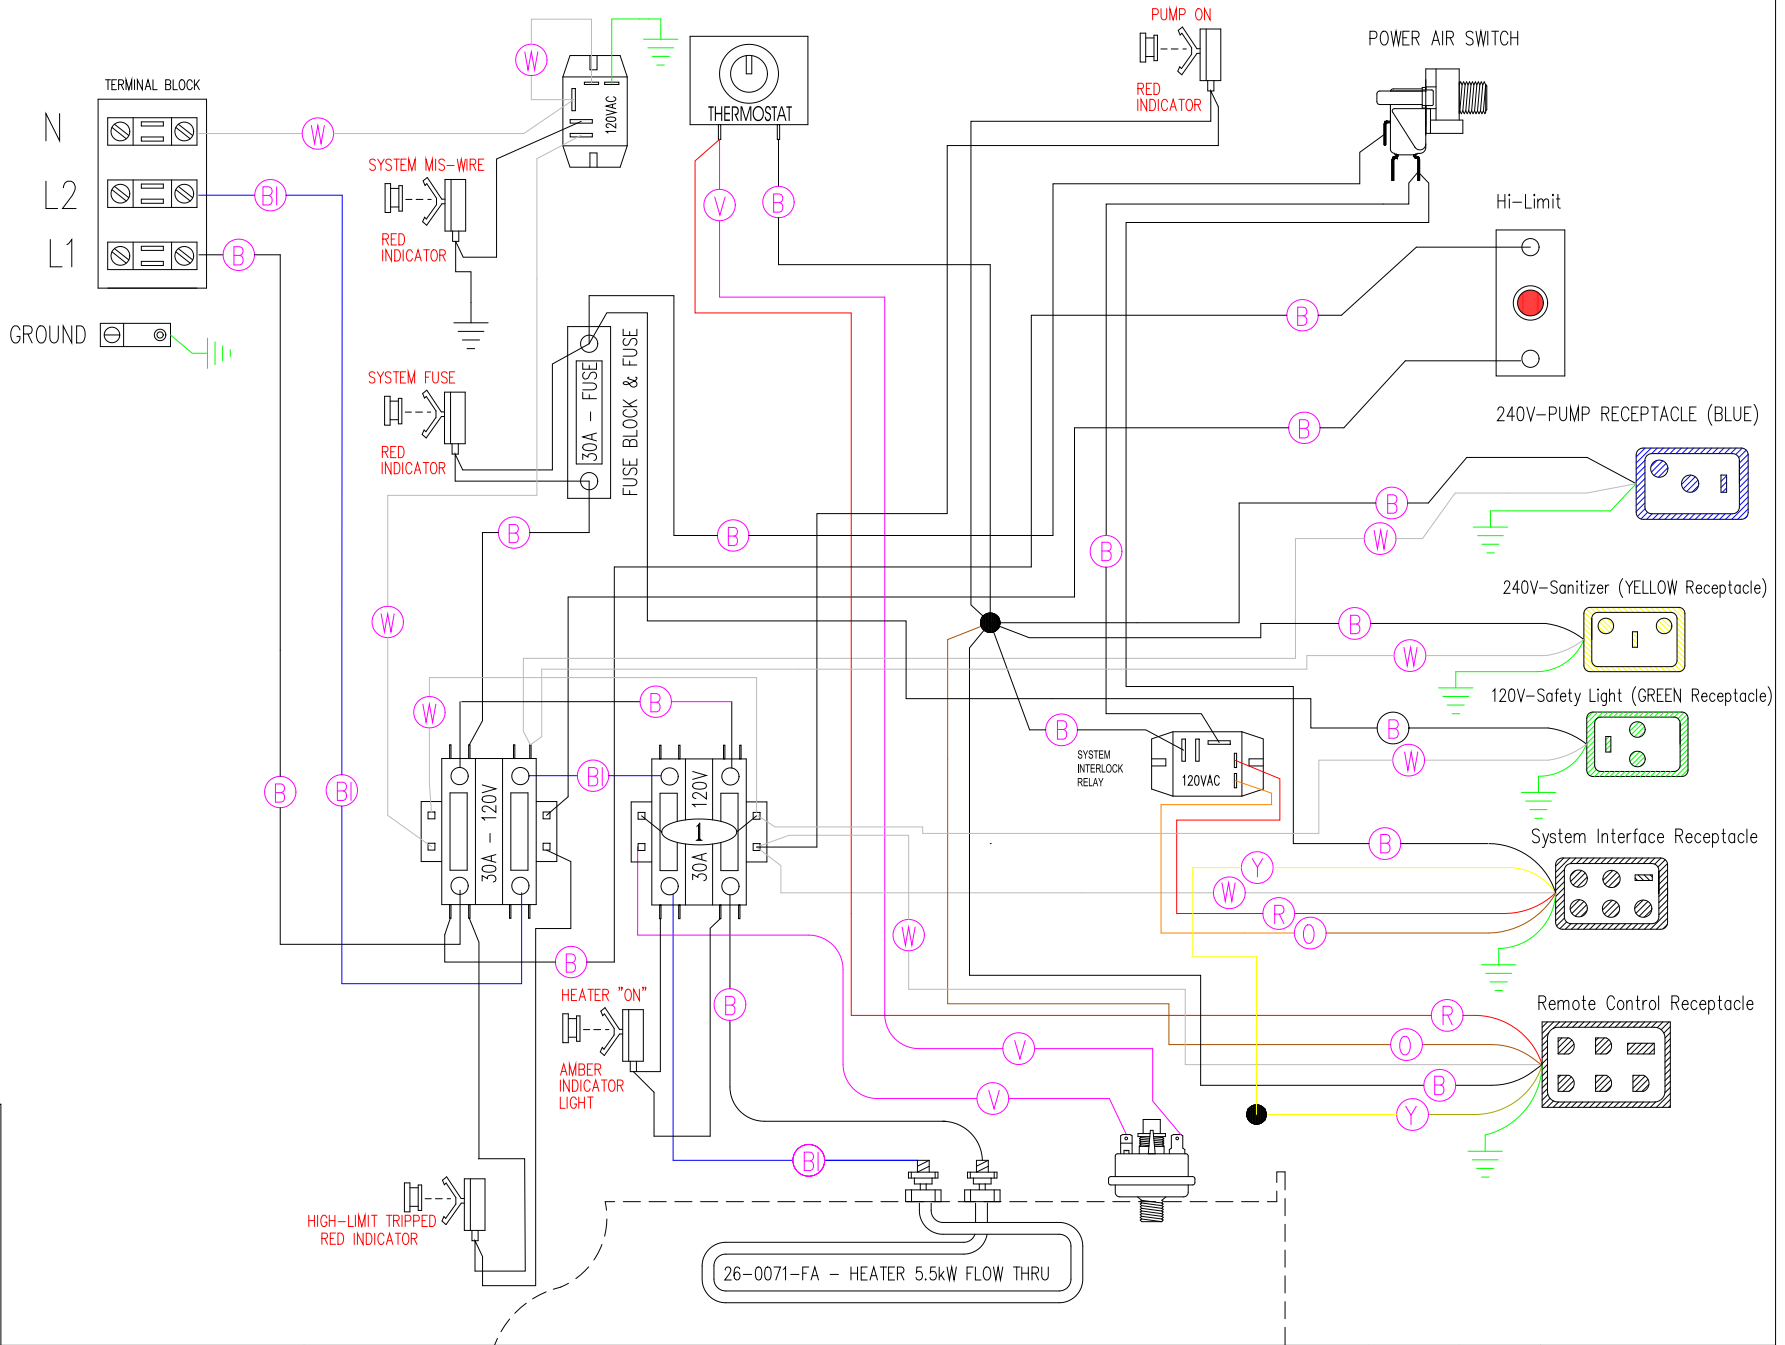 TERMINAL BLOCK
N
L2
L1
GROUND
W
W
Bl
B
120VAC
SYSTEM MIS-WIRE
RED
INDICATOR
THERMOSTAT
V
B
PUMP ON
RED
INDICATOR
POWER AIR SWITCH
Hi-Limit
B
B
SYSTEM FUSE
RED
INDICATOR
30A - FUSE
FUSE BLOCK & FUSE
B
B
B
240V-PUMP RECEPTACLE (BLUE)
B
W
240V-Sanitizer (YELLOW Receptacle)
B
W
120V-Safety Light (GREEN Receptacle)
B
W
W
W
B
Bl
B
Bl
30A - 120V
30A
120V
1
B
SYSTEM
INTERLOCK
RELAY
120VAC
System Interface Receptacle
B
Y
W
R
O
W
B
B
HEATER "ON"
AMBER
INDICATOR
LIGHT
Remote Control Receptacle
R
O
B
Y
V
V
Bl
HIGH-LIMIT TRIPPED
RED INDICATOR
26-0071-FA - HEATER 5.5kW FLOW THRU